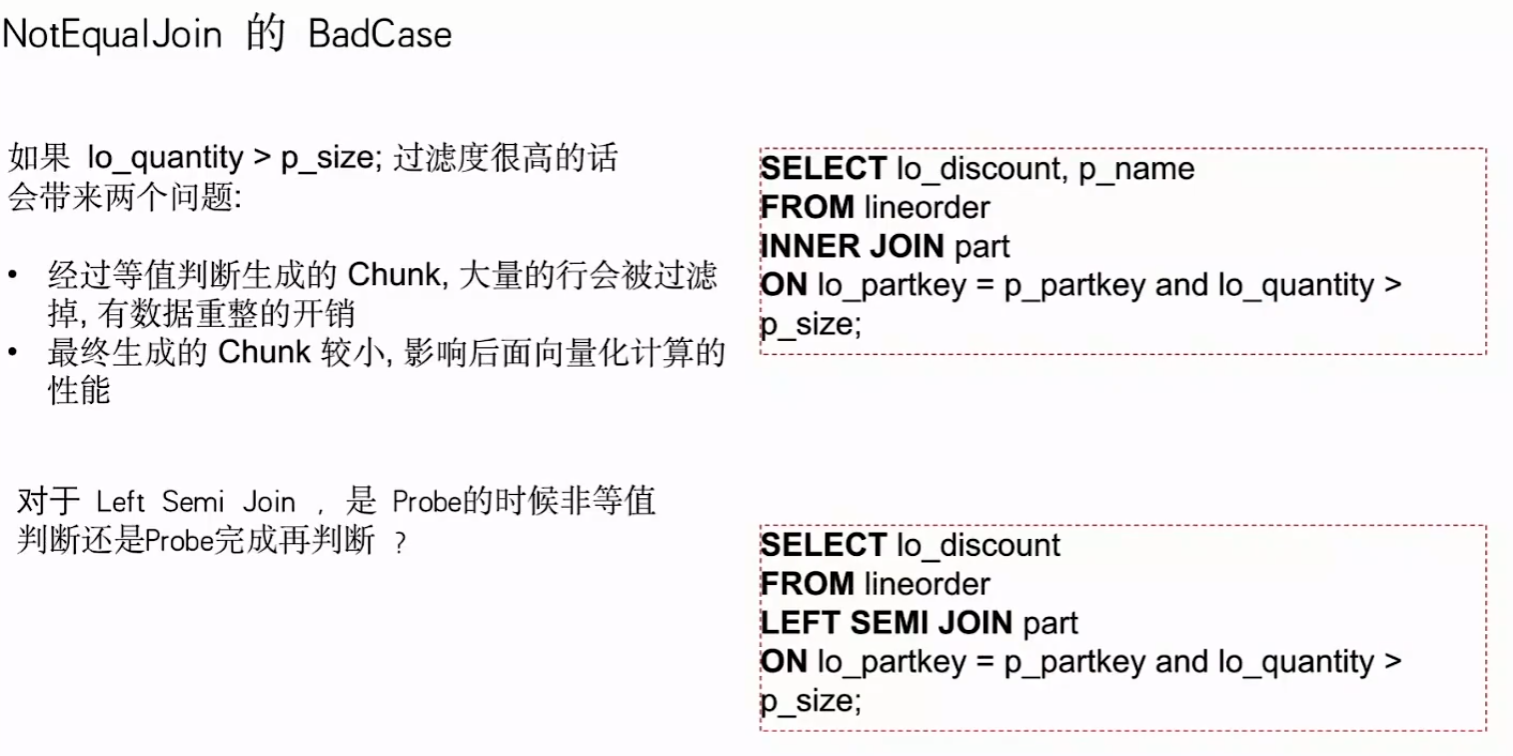 NotEqualJoin 的 BadCase
如果 lo_quantity > p_size; 过滤度很高的话
会带来两个问题:
• 经过等值判断生成的 Chunk, 大量的行会被过滤
掉, 有数据重整的开销
• 最终生成的 Chunk 较小, 影响后面向量化计算的
性能
SELECT lo_discount, p_name
FROM lineorder
INNER JOIN part
ON lo_partkey = p_partkey and lo_quantity >
p_size;
对于 Left Semi Join , 是 Probe的时候非等值
判断还是Probe完成再判断 ?
SELECT lo_discount
FROM lineorder
LEFT SEMI JOIN part
ON lo_partkey = p_partkey and lo_quantity >
p_size;